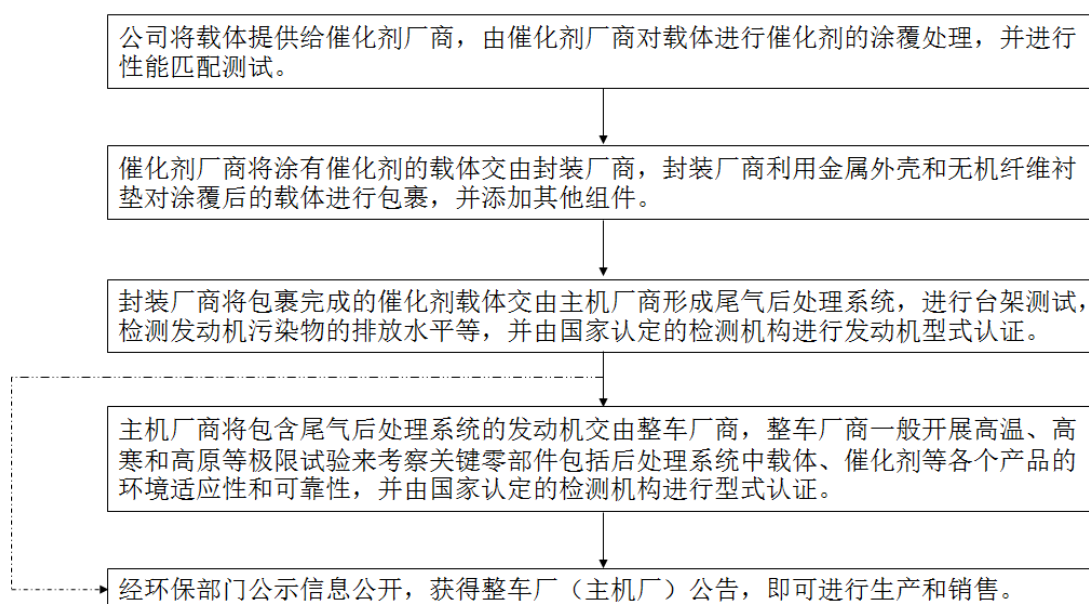 公司将载体提供给催化剂厂商，由催化剂厂商对载体进行催化剂的涂覆处理，并进行
性能匹配测试。
催化剂厂商将涂有催化剂的载体交由封装厂商，封装厂商利用金属外壳和无机纤维衬
垫对涂覆后的载体进行包裹，并添加其他组件。
封装厂商将包裹完成的催化剂载体交由主机厂商形成尾气后处理系统，进行台架测试，
检测发动机污染物的排放水平等，并由国家认定的检测机构进行发动机型式认证。
主机厂商将包含尾气后处理系统的发动机交由整车厂商，整车厂商一般开展高温、高
寒和高原等极限试验来考察关键零部件包括后处理系统中载体、催化剂等各个产品的
环境适应性和可靠性，并由国家认定的检测机构进行型式认证。
经环保部门公示信息公开，获得整车厂（主机厂）公告，即可进行生产和销售。